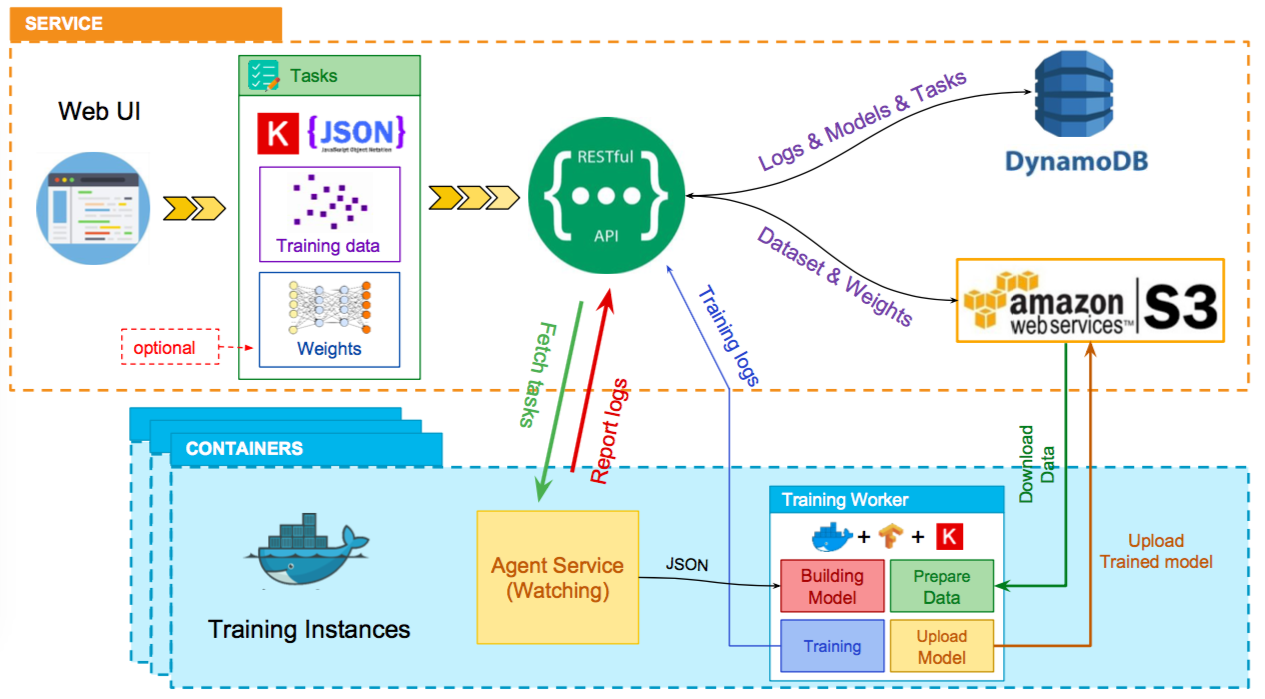 SERVICE
Web UI
Tasks
K
{JSON}
JavaScript Object Notation
Training data
optional
Weights
RESTful
{•••}
API
Logs & Models & Tasks
DynamoDB
Dataset & Weights
amazon
web services™
S3
Fetch tasks
Report logs
Training logs
Download
Data
Upload
Trained model
CONTAINERS
Training Instances
Agent Service
(Watching)
JSON
Training Worker
+ + K
Building
Model
Prepare
Data
Training
Upload
Model